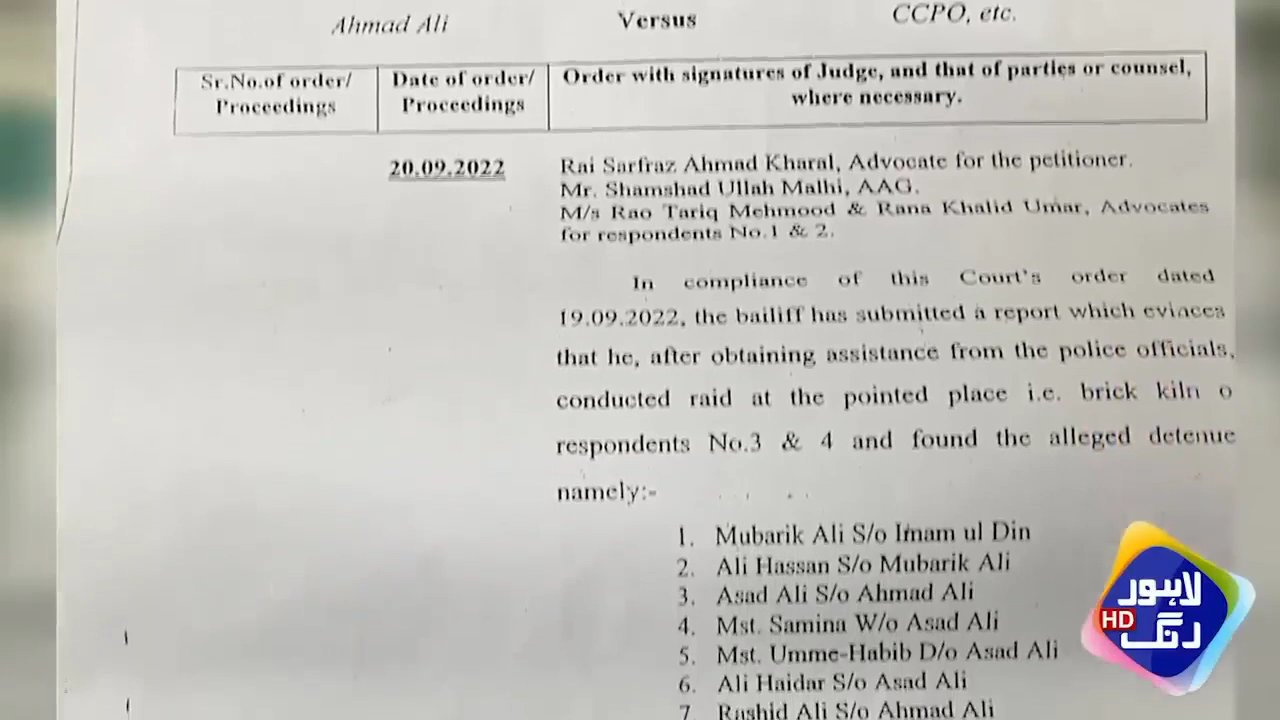 Ahmad Ali Versus CCPO, etc.
Sr.No.of order/ Proceedings
Date of order/ Proceedings
Order with signatures of Judge, and that of parties or counsel, where necessary.
20.09.2022
Rai Sarfraz Ahmad Kharal, Advocate for the petitioner.
Mr. Shamshad Ullah Malhi, AAG.
M/s Rao Tariq Mehmood & Rana Khalid Umar, Advocates
for respondents No.1 & 2.
In compliance of this Court's order dated
19.09.2022, the bailiff has submitted a report which evinces
that he, after obtaining assistance from the police officials,
conducted raid at the pointed place i.e. brick kiln o
respondents No.3 & 4 and found the alleged detenue
namely:-
1. Mubarik Ali S/o Imam ul Din
2. Ali Hassan S/o Mubarik Ali
3. Asad Ali S/o Ahmad Ali
4. Mst. Samina W/o Asad Ali
5. Mst. Umme-Habib D/o Asad Ali
6. Ali Haidar S/o Asad Ali
7. Rashid Ali S/o Ahmad Ali
لاہور
HD رنگ